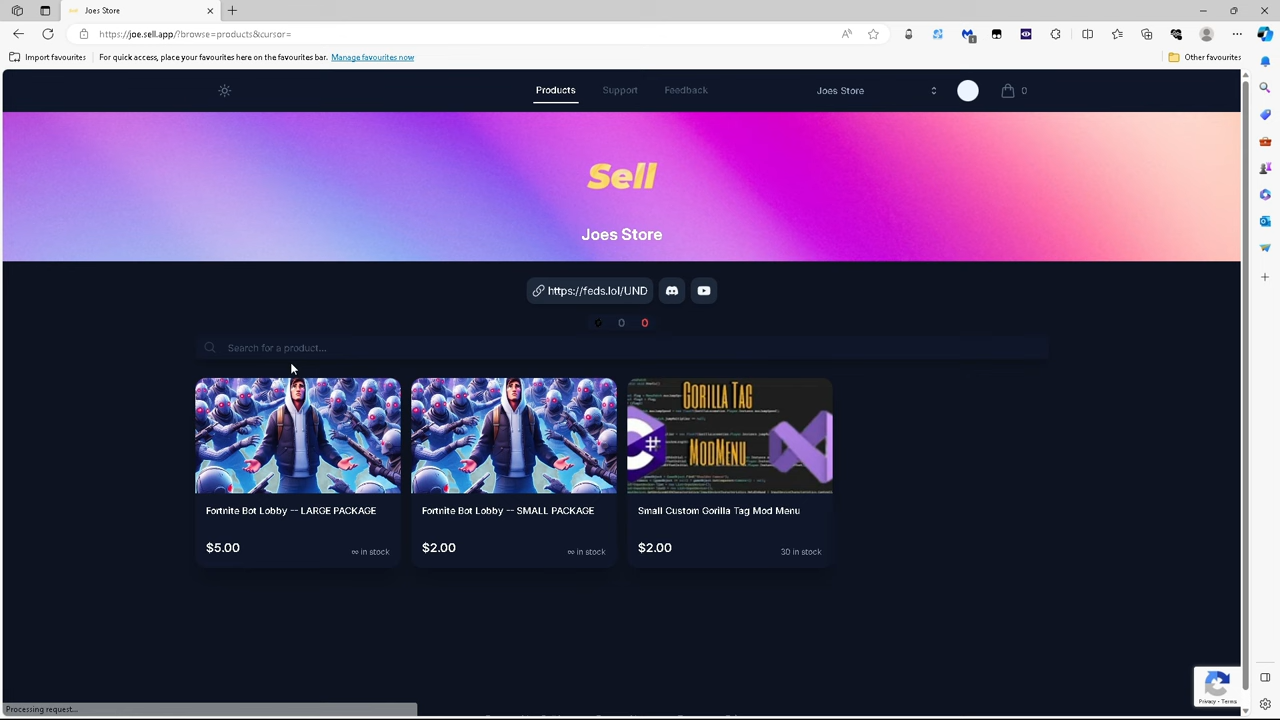 Joes Store
https://joe.sell.app/?browse=products&cursor=
Import favourites
For quick access, place your favourites here on the favourites bar. Manage favourites now
Other favourites
Products
Support
Feedback
Joes Store
0
Sell
Joes Store
https://feds.lol/UND
0
0
Search for a product...
GORILLA TAG
MODMENU
Fortnite Bot Lobby -- LARGE PACKAGE
$5.00
∞ in stock
Fortnite Bot Lobby -- SMALL PACKAGE
$2.00
∞ in stock
Small Custom Gorilla Tag Mod Menu
$2.00
30 in stock
Privacy - Terms
Processing request...